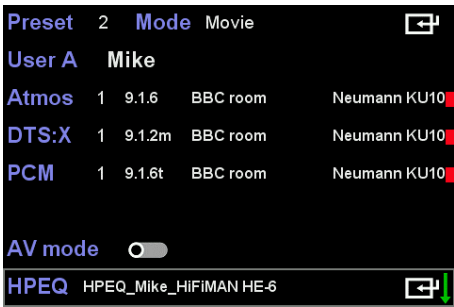 Preset 2 Mode Movie
User A Mike
Atmos 1 9.1.6 BBC room Neumann KU10
DTS:X 1 9.1.2m BBC room Neumann KU10
PCM 1 9.1.6t BBC room Neumann KU10
AV mode
HPEQ HPEQ_Mike_HiFiMAN HE-6